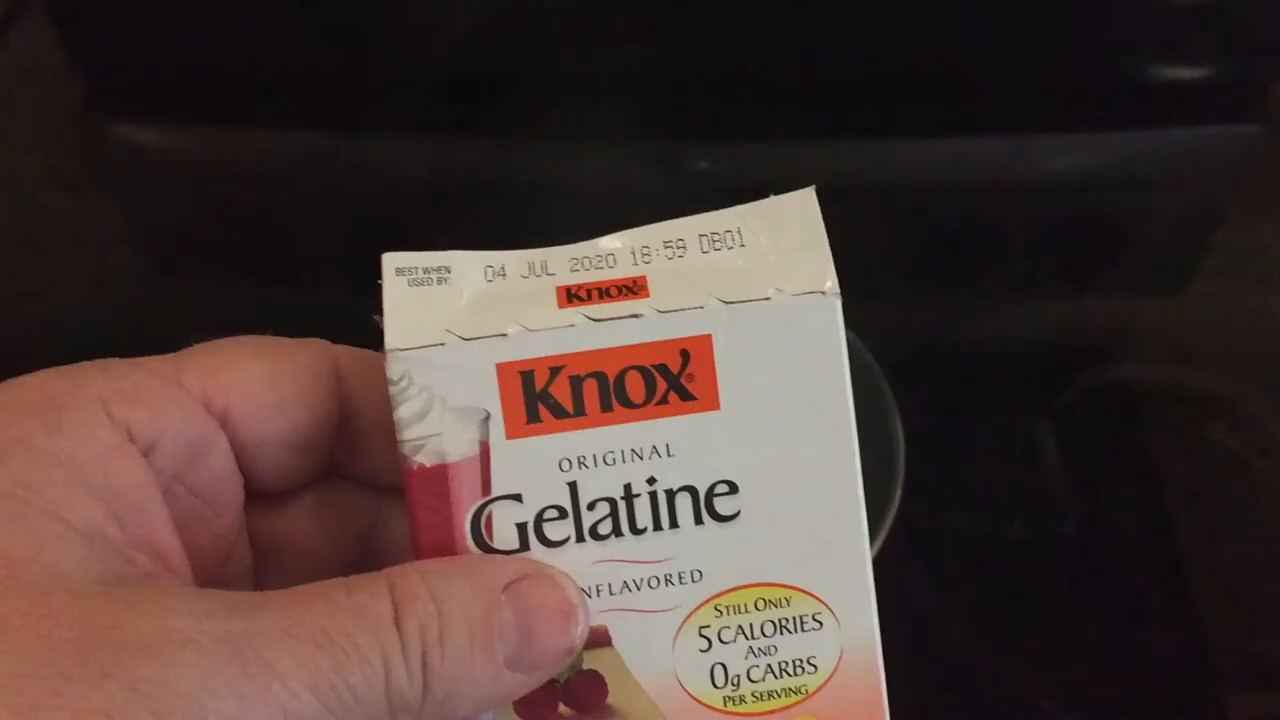 BEST WHEN
USED BY:
04 JUL 2020 18:59 DB01
Knox
Knox
ORIGINAL
Gelatine
NFLAVORED
STILL ONLY
5 CALORIES
AND
0g CARBS
PER SERVING